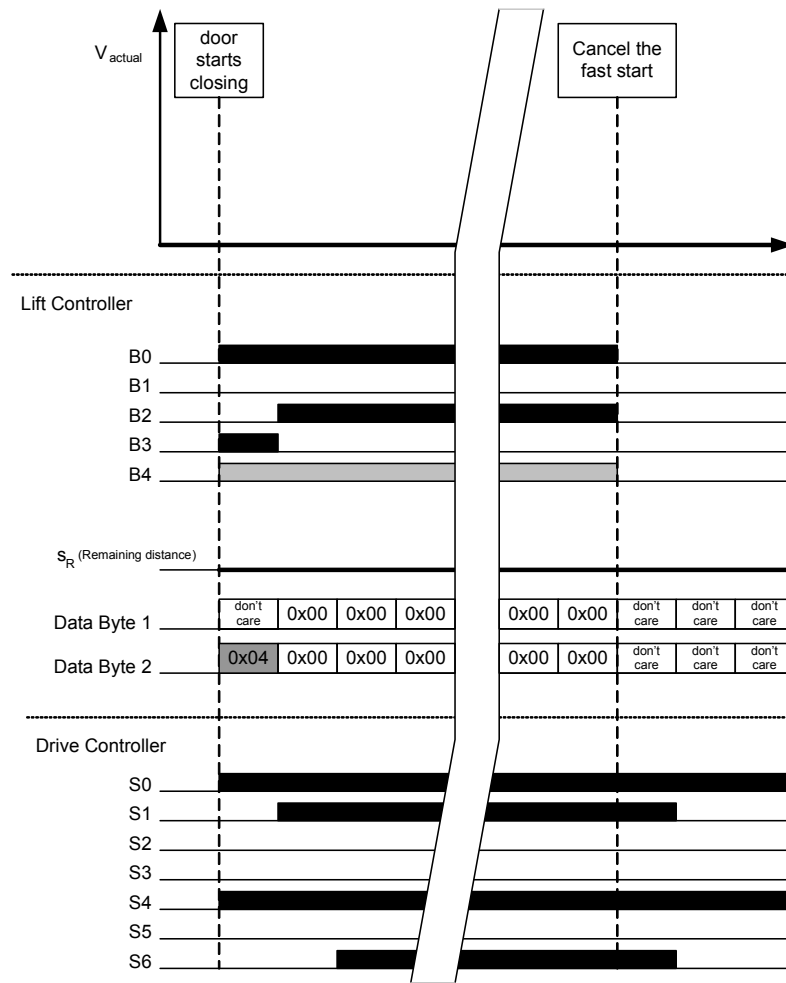 V actual
door
starts
closing
Cancel the
fast start
Lift Controller
B0
B1
B2
B3
B4
SR (Remaining distance)
don't care 0x00 0x00 0x00 0x00 0x00 don't care don't care don't care
Data Byte 1
0x04 0x00 0x00 0x00 0x00 0x00 don't care don't care don't care
Data Byte 2
Drive Controller
S0
S1
S2
S3
S4
S5
S6